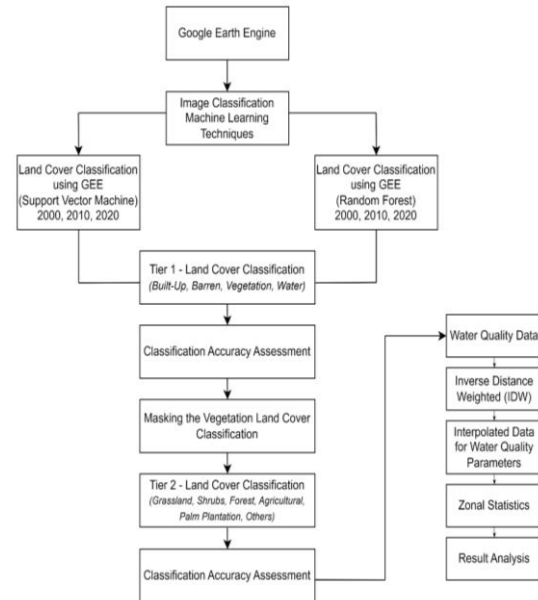 Google Earth Engine
Image Classification
Machine Learning
Techniques
Land Cover Classification
using GEE
(Support Vector Machine)
2000, 2010, 2020
Land Cover Classification
using GEE
(Random Forest)
2000, 2010, 2020
Tier 1 - Land Cover Classification
(Built-Up, Barren, Vegetation, Water)
Classification Accuracy Assessment
Masking the Vegetation Land Cover
Classification
Tier 2 - Land Cover Classification
(Grassland, Shrubs, Forest, Agricultural,
Palm Plantation, Others)
Classification Accuracy Assessment
Water Quality Data
Inverse Distance
Weighted (IDW)
Interpolated Data
for Water Quality
Parameters
Zonal Statistics
Result Analysis